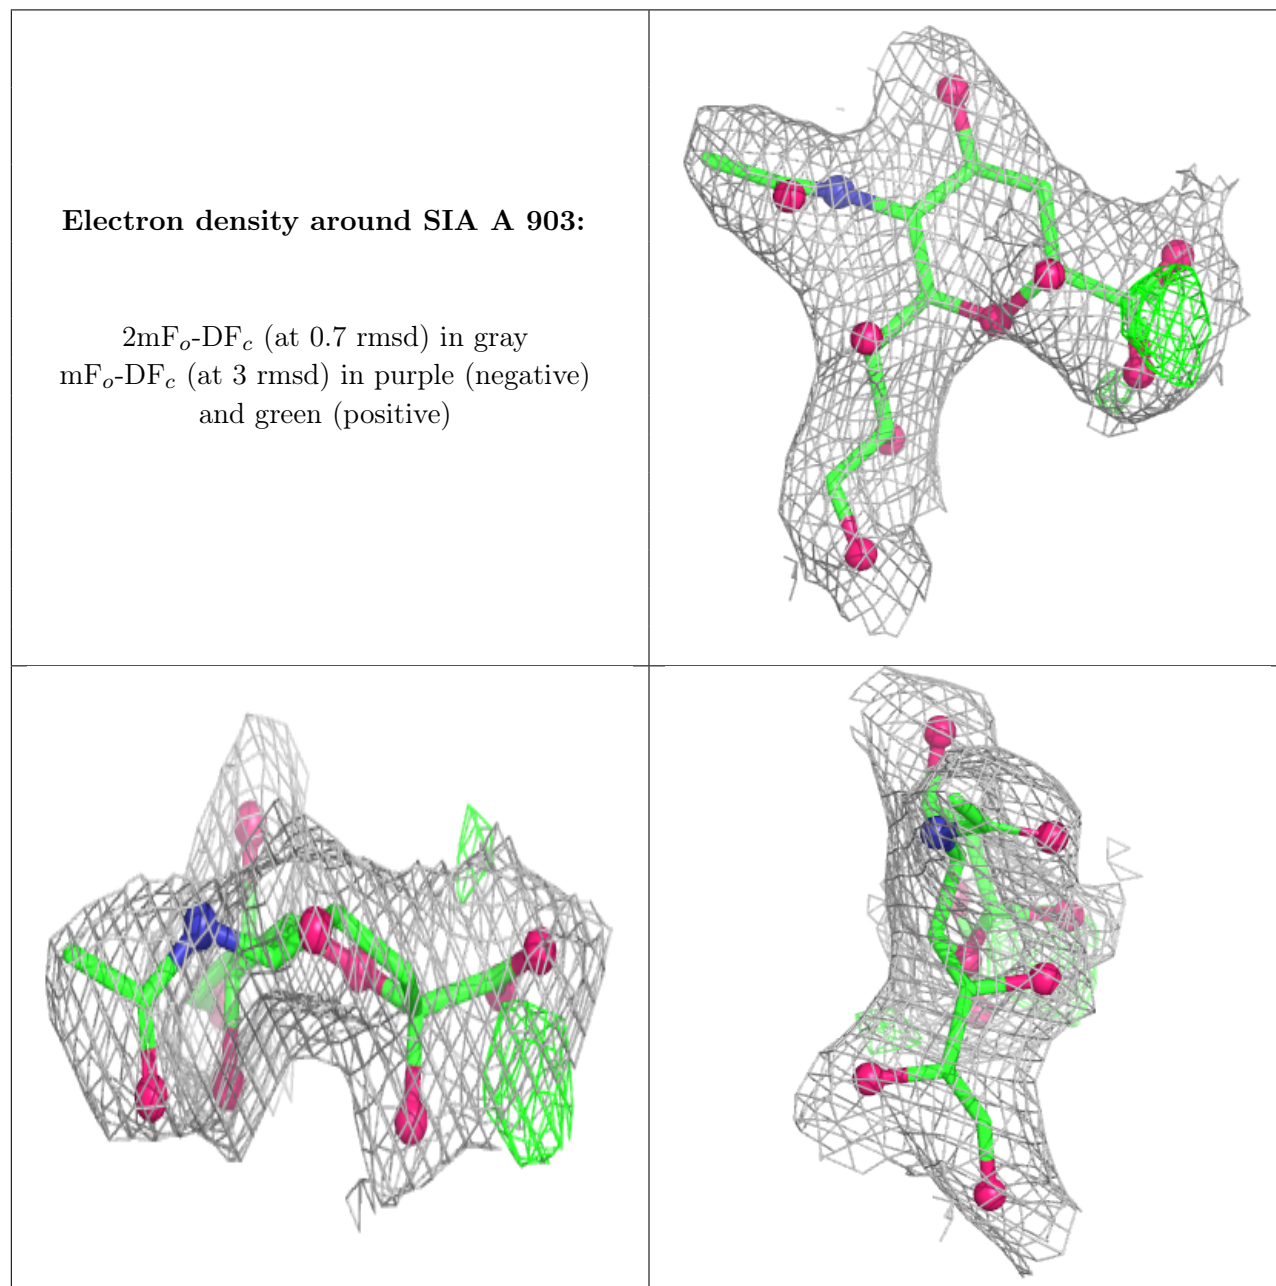 Electron density around SIA A 903:
2mFo-DFc (at 0.7 rmsd) in gray
mFo-DFc (at 3 rmsd) in purple (negative)
and green (positive)